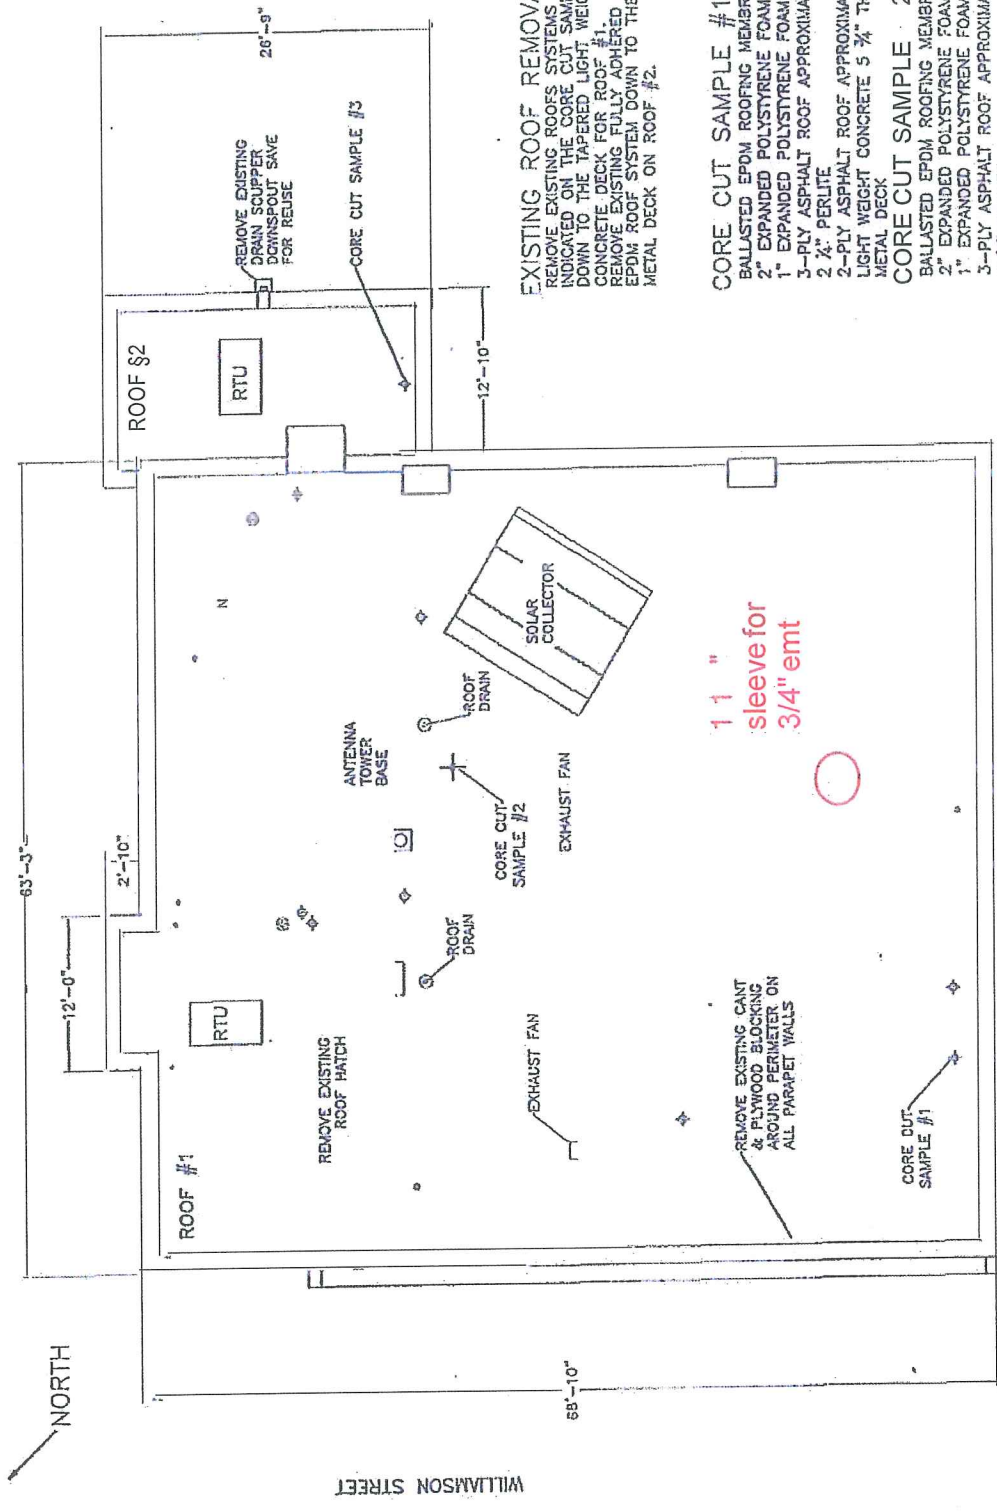 NORTH
WILLIAMSON STREET
63'-3"
12'-0"
2'-10"
ROOF #1
RTU
REMOVE EXISTING
ROOF HATCH
N
ROOF §2
RTU
26'-9"
REMOVE EXISTING
DRAIN SCUPPER
DOWNSPOUT SAVE
FOR REUSE
CORE CUT SAMPLE #3
12'-10"
ANTENNA
TOWER
BASE
ROOF
DRAIN
ROOF
DRAIN
CORE CUT
SAMPLE #2
EXHAUST FAN
EXHAUST FAN
SOLAR
COLLECTOR
1 1 "
sleeve for
3/4" emt
REMOVE EXISTING CANT
& PLYWOOD BLOCKING
AROUND PERIMETER ON
ALL PARAPET WALLS
CORE CUT
SAMPLE #1
68'-10"
EXISTING ROOF REMOVA
REMOVE EXISTING ROOFS SYSTEMS
INDICATED ON THE CORE CUT SAM
DOWN TO THE TAPERED LIGHT WEIG
CONCRETE DECK FOR ROOF #1.
REMOVE EXISTING FULLY ADHERED
EPDM ROOF SYSTEM DOWN TO THE
METAL DECK ON ROOF #2.
CORE CUT SAMPLE #1
BALLASTED EPDM ROOFING MEMBR
2" EXPANDED POLYSTYRENE FOAM
1" EXPANDED POLYSTYRENE FOAM
3-PLY ASPHALT ROOF APPROXIMA
2 ¼" PERLITE
2-PLY ASPHALT ROOF APPROXIMA
LIGHT WEIGHT CONCRETE 5 ¾" TH
METAL DECK
CORE CUT SAMPLE 2
BALLASTED EPDM ROOFING MEMBR
2" EXPANDED POLYSTYRENE FOAM
1" EXPANDED POLYSTYRENE FOAM
3-PLY ASPHALT ROOF APPROXIMA